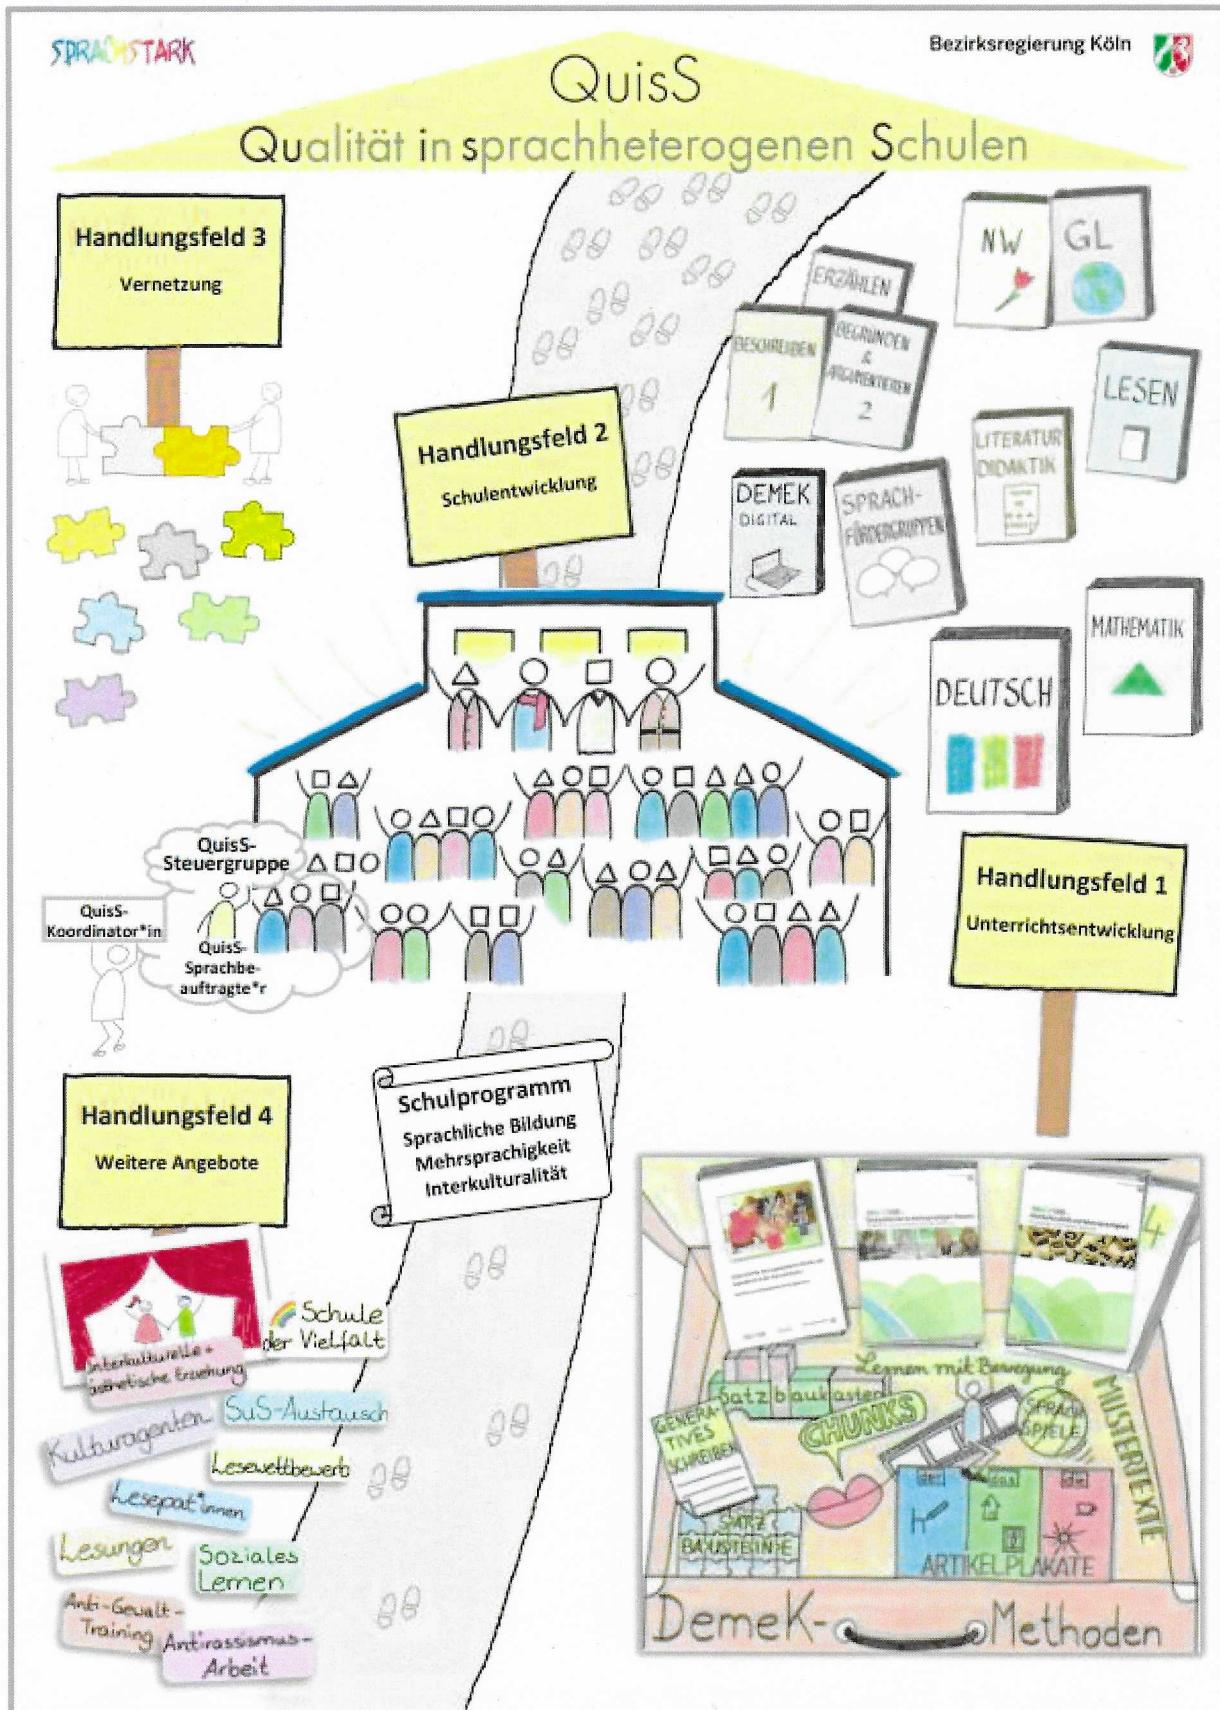 SPRACHSTARK
Bezirksregierung Köln
QuisS
Qualität in sprachheterogenen Schulen
Handlungsfeld 3
Vernetzung
Handlungsfeld 2
Schulentwicklung
ERZÄHLEN
BESCHREIBEN
1
BEGRÜNDEN
&
ARGUMENTIEREN
2
NW
GL
LESEN
LITERATUR
DIDAKTIK
DEMEK
DIGITAL
SPRACH-
FÖRDERGRUPPEN
MATHEMATIK
DEUTSCH
Handlungsfeld 1
Unterrichtsentwicklung
QuisS-
Steuergruppe
QuisS-
Koordinator*in
QuisS-
Sprachbe-
auftragte*r
Schulprogramm
Sprachliche Bildung
Mehrsprachigkeit
Interkulturalität
Handlungsfeld 4
Weitere Angebote
Schule
der Vielfalt
Interkulturelle +
ästhetische Erziehung
Kulturagenten
SuS-Austausch
Lesewettbewerb
Lesepat*innen
Lesungen
Soziales
Lernen
Anti-Gewalt-
Training
Antirassismus-
Arbeit
4
Lernen mit Bewegung
Satzbaukasten
GENERA-
TIVES
SCHREIBEN
CHUNKS
SPRACH
SPIELE
MUSTERTEXTE
SATZ
BAUSTEINE
der
das
die
ARTIKELPLAKATE
DemeK-Methoden